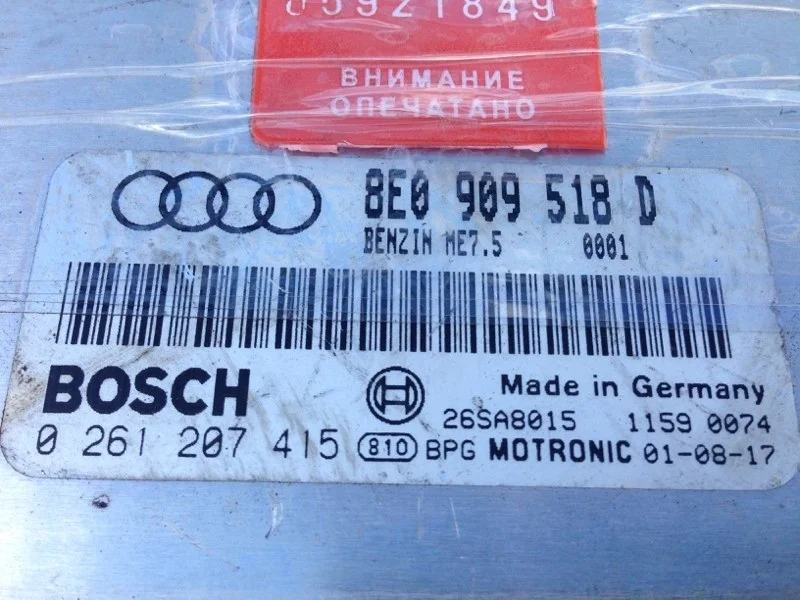 05921849
ВНИМАНИЕ
ОПЕЧАТАНО
8E0 909 518 D
BENZIN ME7.5 0001
BOSCH Made in Germany
26SA8015 1159 0074
0 261 207 415 810 BPG MOTRONIC 01-08-17